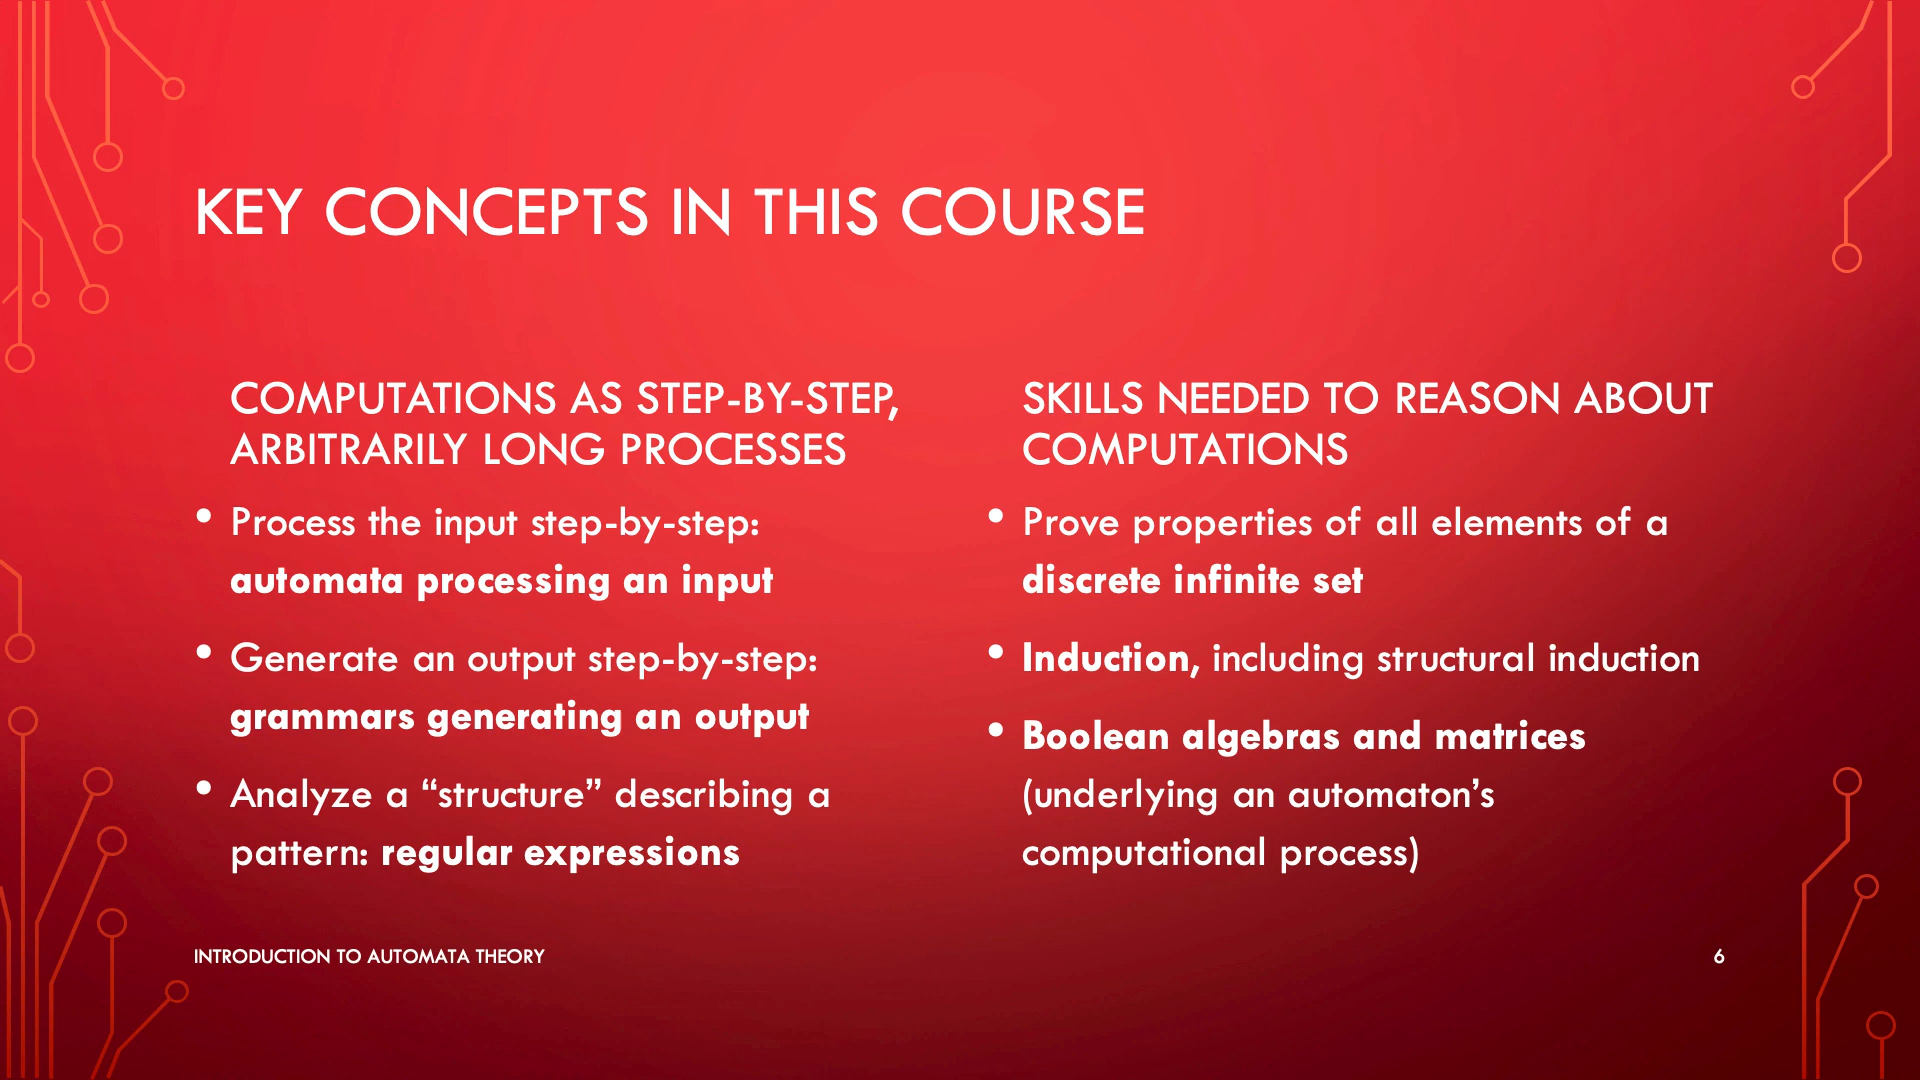 KEY CONCEPTS IN THIS COURSE
COMPUTATIONS AS STEP-BY-STEP,
ARBITRARILY LONG PROCESSES
• Process the input step-by-step:
automata processing an input
• Generate an output step-by-step:
grammars generating an output
• Analyze a “structure” describing a
pattern: regular expressions
SKILLS NEEDED TO REASON ABOUT
COMPUTATIONS
• Prove properties of all elements of a
discrete infinite set
• Induction, including structural induction
• Boolean algebras and matrices
(underlying an automaton’s
computational process)
INTRODUCTION TO AUTOMATA THEORY
6